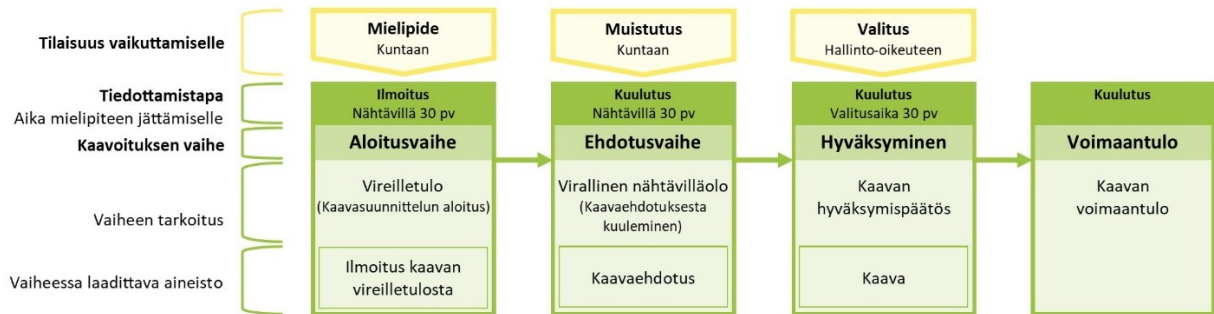 Tilaisuus vaikuttamiselle
Mielipide
Kuntaan
Muistutus
Kuntaan
Valitus
Hallinto-oikeuteen
Tiedottamistapa
Aika mielipiteen jättämiselle
Ilmoitus
Nähtävillä 30 pv
Kuulutus
Nähtävillä 30 pv
Kuulutus
Valitusaika 30 pv
Kuulutus
Kaavoituksen vaihe
Aloitusvaihe
Ehdotusvaihe
Hyväksyminen
Voimaantulo
Vaiheen tarkoitus
Vireilletulo
(Kaavasuunnittelun aloitus)
Virallinen nähtävilläolo
(Kaavaehdotuksesta
kuuleminen)
Kaavan
hyväksymispäätös
Kaavan
voimaantulo
Vaiheessa laadittava aineisto
Ilmoitus kaavan
vireilletulosta
Kaavaehdotus
Kaava